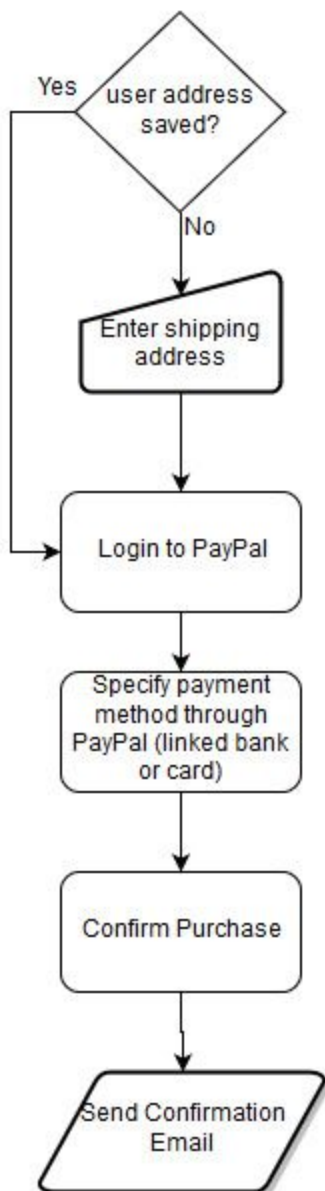 Yes
user address
saved?
No
Enter shipping
address
Login to PayPal
Specify payment
method through
PayPal (linked bank
or card)
Confirm Purchase
Send Confirmation
Email